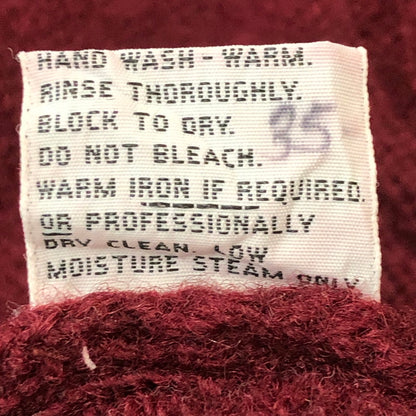 HAND WASH - WARM.
RINSE THOROUGHLY.
BLOCK TO DRY.
35
DO NOT BLEACH.
WARM IRON IF REQUIRED.
OR PROFESSIONALLY
DRY CLEAN. LOW
MOISTURE STEAM ONLY